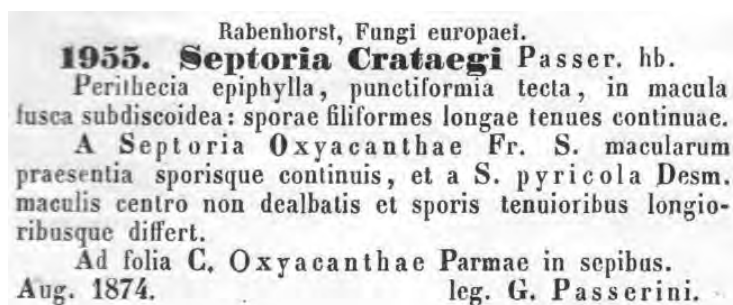 Rabenhorst, Fungi europaei.
1955. Septoria Crataegi Passer. hb.
Perithecia epiphylla, punctiformia tecta, in macula
fusca subdiscoidea: sporae filiformes longae tenues continuae.
A Septoria Oxyacanthae Fr. S. macularum
praesentia sporisque continuis, et a S. pyricola Desm.
maculis centro non dealbatis et sporis tenuioribus longio-
ribusque differt.
Ad folia C. Oxyacanthae Parmae in sepibus.
Aug. 1874. leg. G. Passerini.